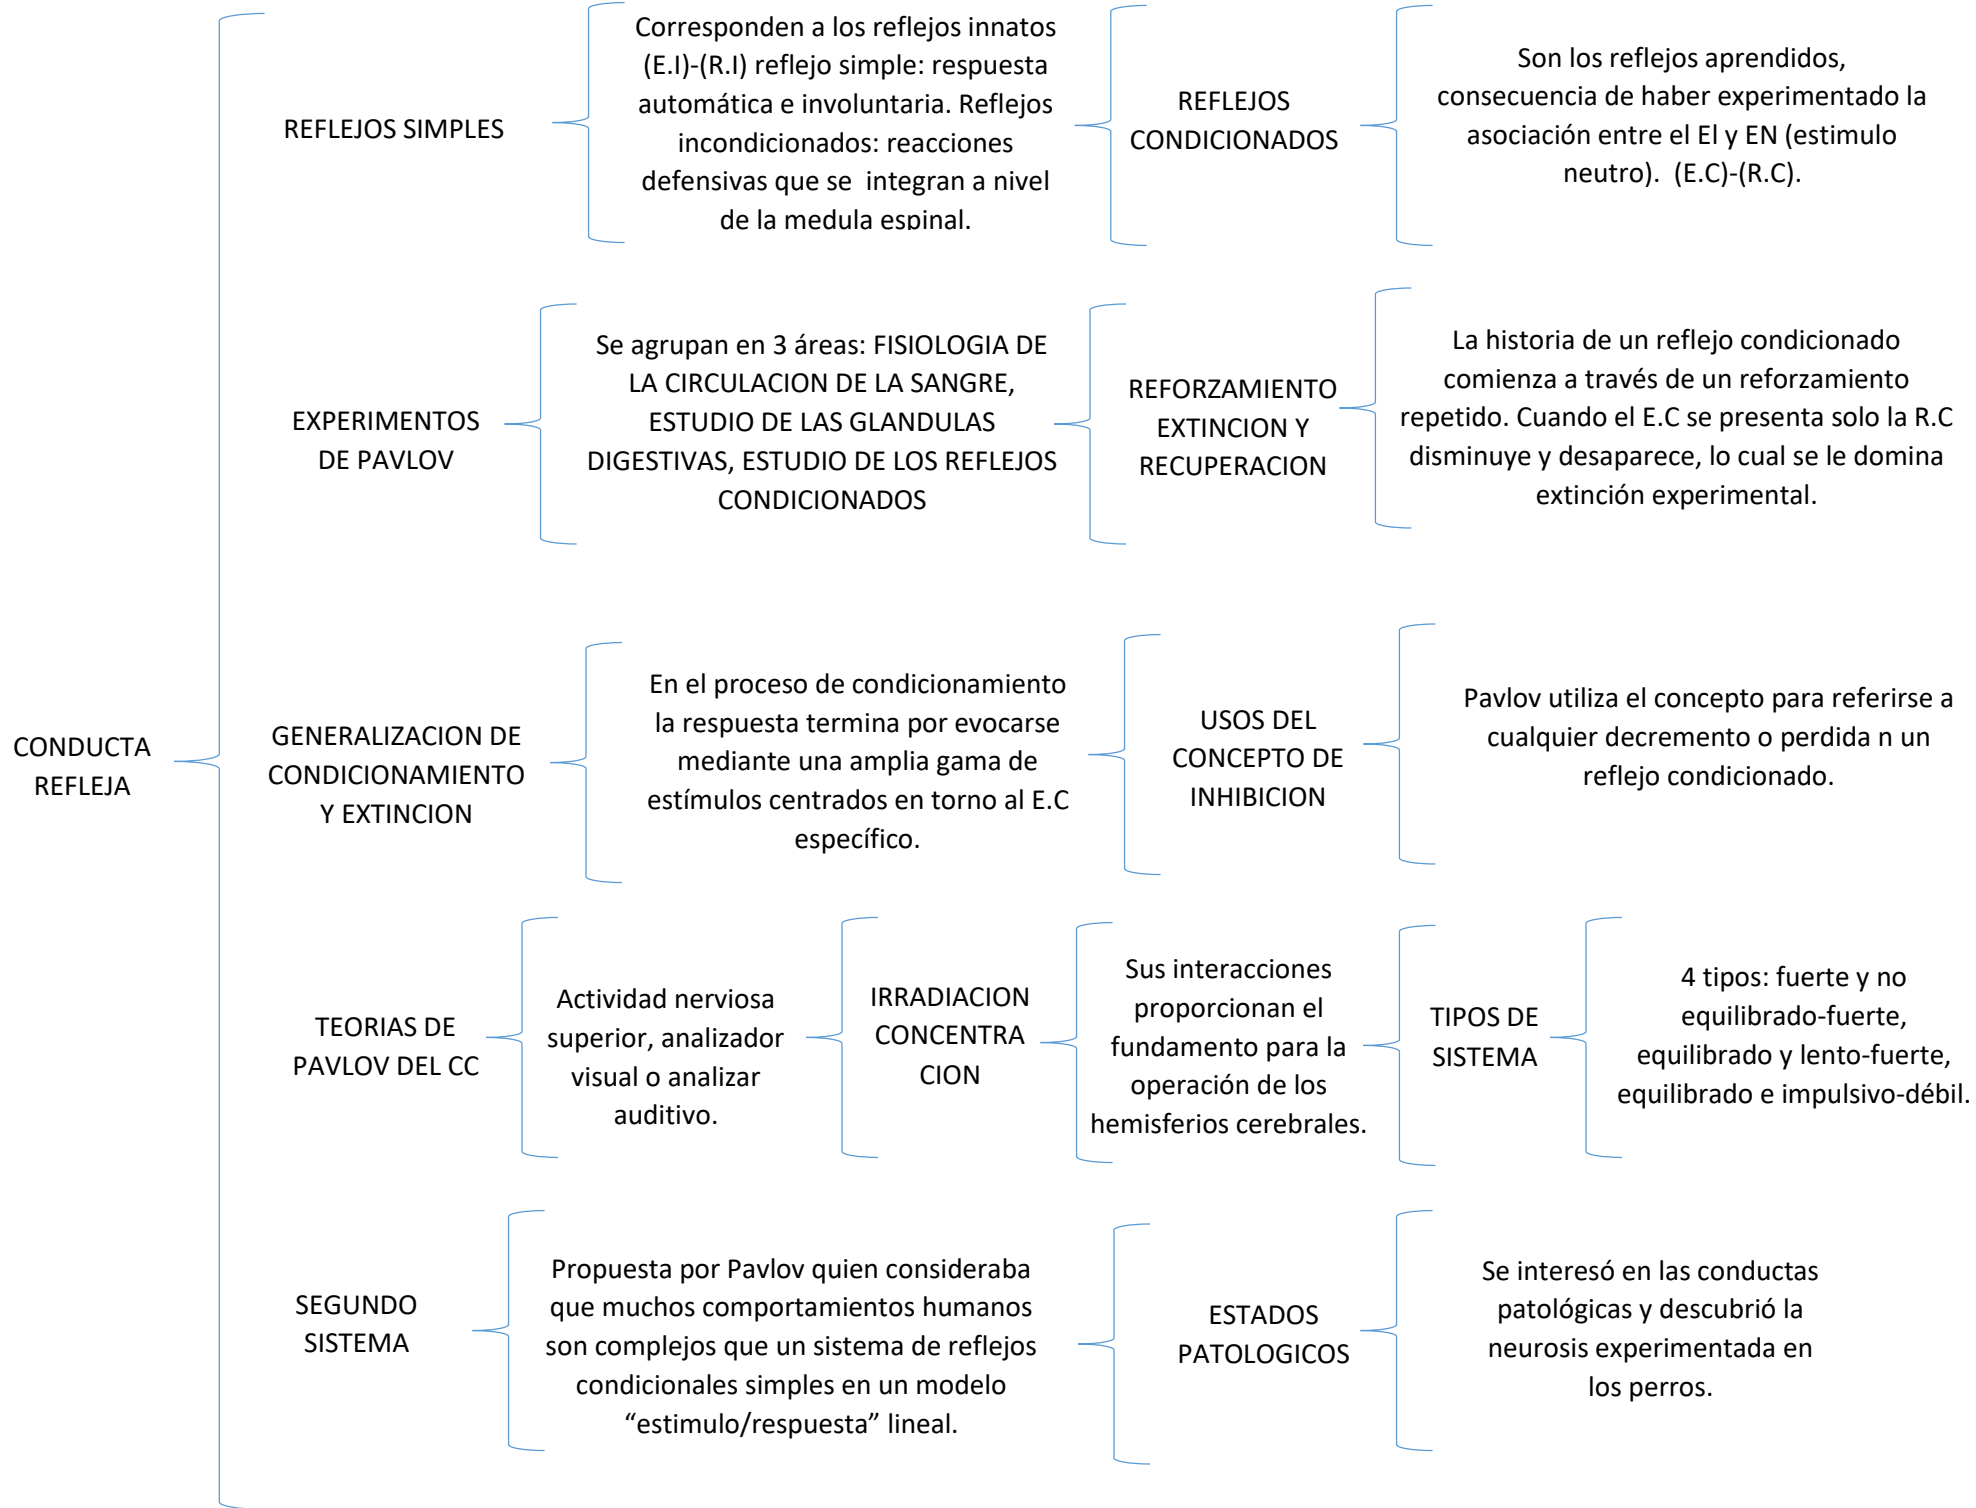 CONDUCTA
REFLEJA
REFLEJOS SIMPLES
Corresponden a los reflejos innatos
(E.I)-(R.I) reflejo simple: respuesta
automática e involuntaria. Reflejos
incondicionados: reacciones
defensivas que se integran a nivel
de la medula espinal.
REFLEJOS
CONDICIONADOS
Son los reflejos aprendidos,
consecuencia de haber experimentado la
asociación entre el EI y EN (estimulo
neutro). (E.C)-(R.C).
EXPERIMENTOS
DE PAVLOV
Se agrupan en 3 áreas: FISIOLOGIA DE
LA CIRCULACION DE LA SANGRE,
ESTUDIO DE LAS GLANDULAS
DIGESTIVAS, ESTUDIO DE LOS REFLEJOS
CONDICIONADOS
REFORZAMIENTO
EXTINCION Y
RECUPERACION
La historia de un reflejo condicionado
comienza a través de un reforzamiento
repetido. Cuando el E.C se presenta solo la R.C
disminuye y desaparece, lo cual se le domina
extinción experimental.
GENERALIZACION DE
CONDICIONAMIENTO
Y EXTINCION
En el proceso de condicionamiento
la respuesta termina por evocarse
mediante una amplia gama de
estímulos centrados en torno al E.C
específico.
USOS DEL
CONCEPTO DE
INHIBICION
Pavlov utiliza el concepto para referirse a
cualquier decremento o perdida n un
reflejo condicionado.
TEORIAS DE
PAVLOV DEL CC
Actividad nerviosa
superior, analizador
visual o analizar
auditivo.
IRRADIACION
CONCENTRA
CION
Sus interacciones
proporcionan el
fundamento para la
operación de los
hemisferios cerebrales.
TIPOS DE
SISTEMA
4 tipos: fuerte y no
equilibrado-fuerte,
equilibrado y lento-fuerte,
equilibrado e impulsivo-débil.
SEGUNDO
SISTEMA
Propuesta por Pavlov quien consideraba
que muchos comportamientos humanos
son complejos que un sistema de reflejos
condicionales simples en un modelo
“estimulo/respuesta” lineal.
ESTADOS
PATOLOGICOS
Se interesó en las conductas
patológicas y descubrió la
neurosis experimentada en
los perros.